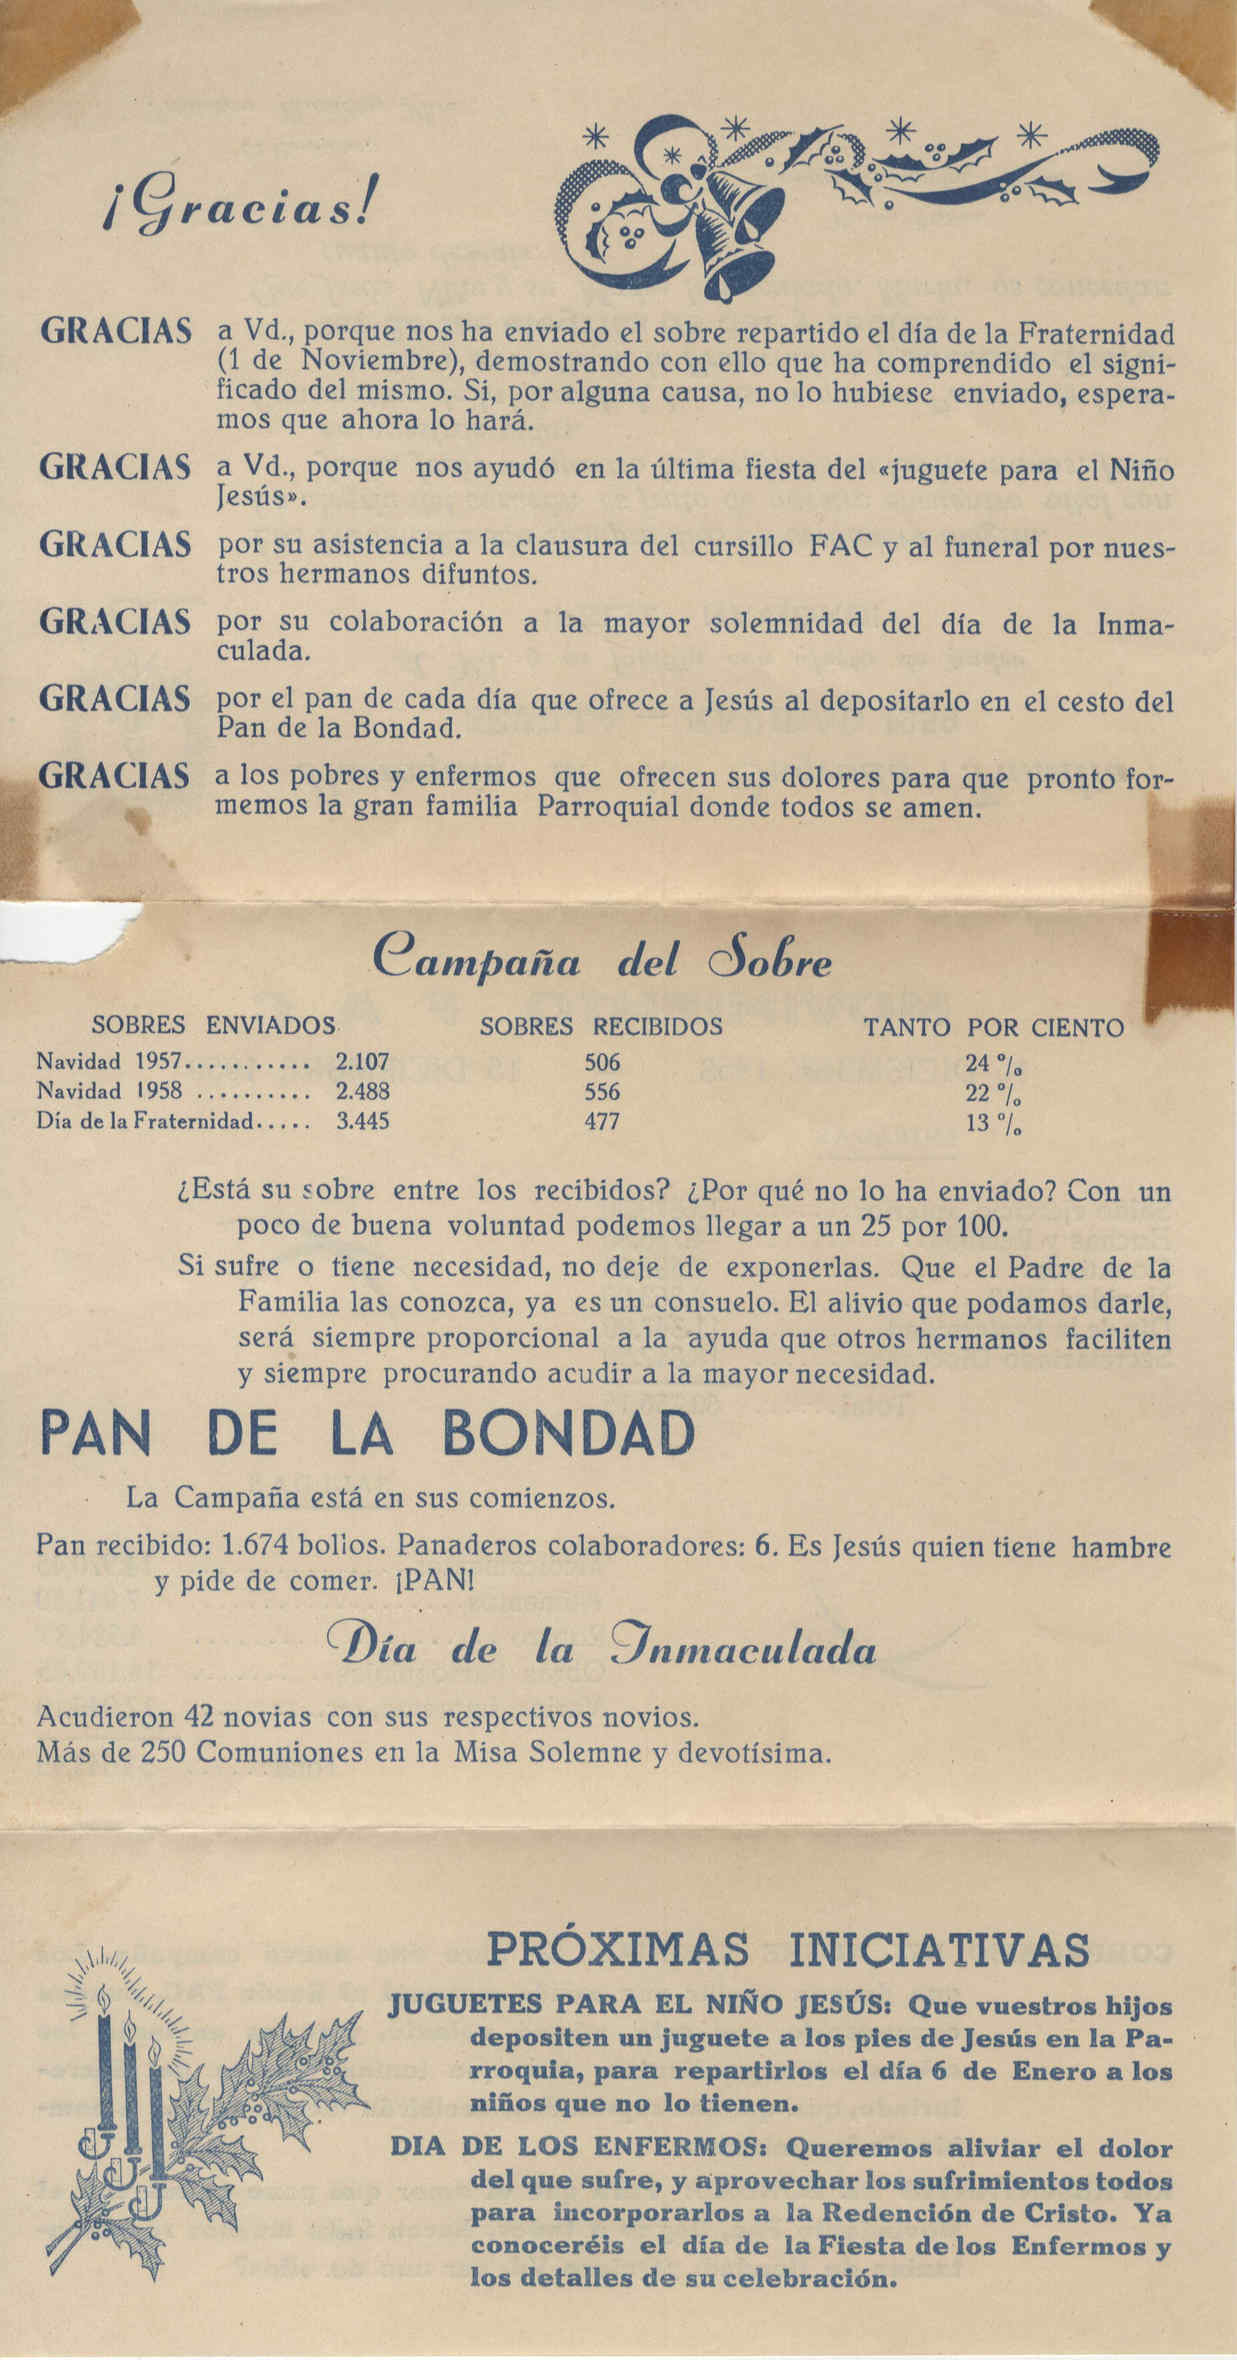 ¡Gracias!
GRACIAS a Vd., porque nos ha enviado el sobre repartido el día de la Fraternidad
(1 de Noviembre), demostrando con ello que ha comprendido el signi-
ficado del mismo. Si, por alguna causa, no lo hubiese enviado, espera-
mos que ahora lo hará.
GRACIAS a Vd., porque nos ayudó en la última fiesta del «juguete para el Niño
Jesús».
GRACIAS por su asistencia a la clausura del cursillo FAC y al funeral por nues-
tros hermanos difuntos.
GRACIAS por su colaboración a la mayor solemnidad del día de la Inma-
culada.
GRACIAS por el pan de cada día que ofrece a Jesús al depositarlo en el cesto del
Pan de la Bondad.
GRACIAS a los pobres y enfermos que ofrecen sus dolores para que pronto for-
memos la gran familia Parroquial donde todos se amen.
Campaña del Sobre
SOBRES ENVIADOS SOBRES RECIBIDOS TANTO POR CIENTO
Navidad 1957........... 2.107 506 24 %
Navidad 1958 .......... 2.488 556 22 %
Día de la Fraternidad..... 3.445 477 13 %
¿Está su sobre entre los recibidos? ¿Por qué no lo ha enviado? Con un
poco de buena voluntad podemos llegar a un 25 por 100.
Si sufre o tiene necesidad, no deje de exponerlas. Que el Padre de la
Familia las conozca, ya es un consuelo. El alivio que podamos darle,
será siempre proporcional a la ayuda que otros hermanos faciliten
y siempre procurando acudir a la mayor necesidad.
PAN DE LA BONDAD
La Campaña está en sus comienzos.
Pan recibido: 1.674 bollos. Panaderos colaboradores: 6. Es Jesús quien tiene hambre
y pide de comer. ¡PAN!
Día de la Inmaculada
Acudieron 42 novias con sus respectivos novios.
Más de 250 Comuniones en la Misa Solemne y devotísima.
PRÓXIMAS INICIATIVAS
JUGUETES PARA EL NIÑO JESÚS: Que vuestros hijos
depositen un juguete a los pies de Jesús en la Pa-
rroquia, para repartirlos el día 6 de Enero a los
niños que no lo tienen.
DIA DE LOS ENFERMOS: Queremos aliviar el dolor
del que sufre, y aprovechar los sufrimientos todos
para incorporarlos a la Redención de Cristo. Ya
conoceréis el día de la Fiesta de los Enfermos y
los detalles de su celebración.